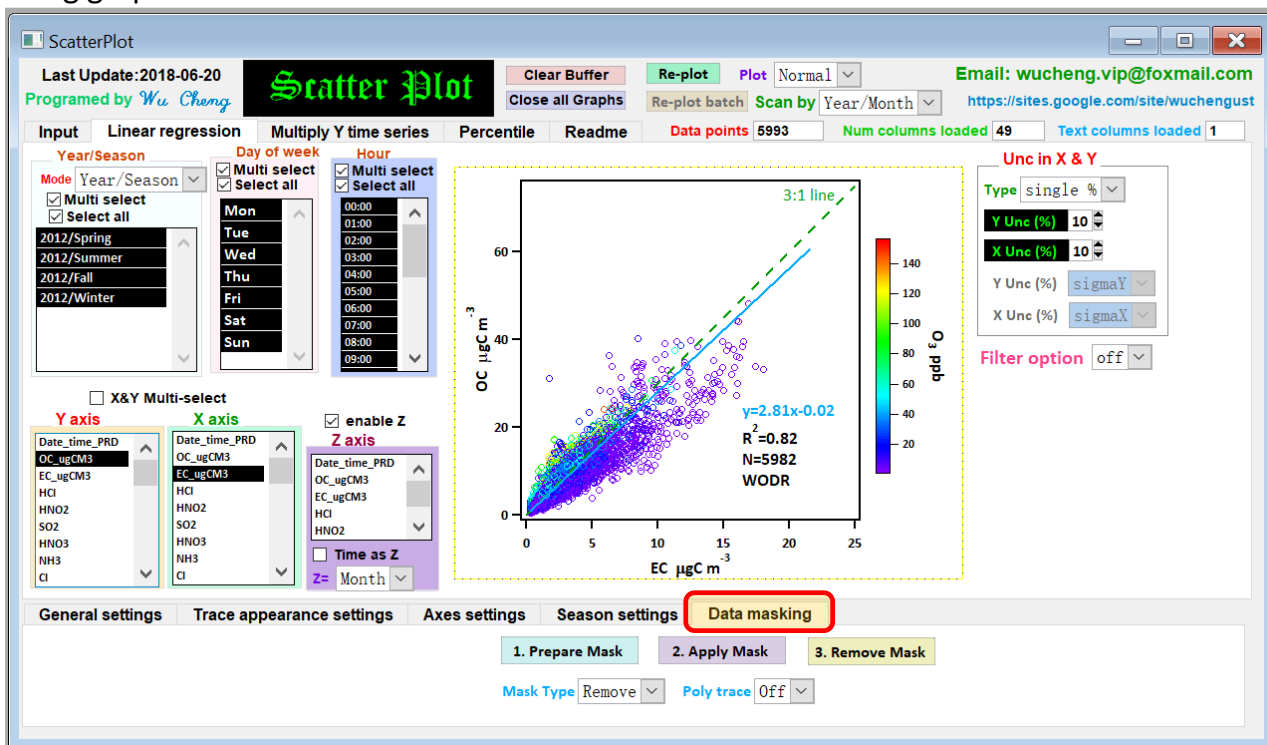 ScatterPlot
Last Update:2018-06-20
Programed by Wu Cheng
Scatter Plot
Clear Buffer
Close all Graphs
Re-plot
Plot Normal
Re-plot batch
Scan by Year/Month
Email: wucheng.vip@foxmail.com
https://sites.google.com/site/wuchengust
Input Linear regression Multiply Y time series Percentile Readme
Data points 5993 Num columns loaded 49 Text columns loaded 1
Year/Season
Mode Year/Season
Multi select
Select all
2012/Spring
2012/Summer
2012/Fall
2012/Winter
Day of week
Multi select
Select all
Mon
Tue
Wed
Thu
Fri
Sat
Sun
Hour
Multi select
Select all
00:00
01:00
02:00
03:00
04:00
05:00
06:00
07:00
08:00
09:00
X&Y Multi-select
Y axis
Date_time_PRD
OC_ugCM3
EC_ugCM3
HCl
HNO2
SO2
HNO3
NH3
Cl
X axis
Date_time_PRD
OC_ugCM3
EC_ugCM3
HCl
HNO2
SO2
HNO3
NH3
Cl
enable Z
Z axis
Date_time_PRD
OC_ugCM3
EC_ugCM3
HCl
HNO2
Time as Z
Z= Month
3:1 line
60
40
20
0
OC µgC m-3
0 5 10 15 20 25
EC µgC m-3
y=2.81x-0.02
R2=0.82
N=5982
WODR
140
120
100
80
60
40
20
O3 ppb
Unc in X & Y
Type single %
Y Unc (%) 10
X Unc (%) 10
Y Unc (%) sigmaY
X Unc (%) sigmaX
Filter option off
General settings Trace appearance settings Axes settings Season settings Data masking
1. Prepare Mask 2. Apply Mask 3. Remove Mask
Mask Type Remove Poly trace Off